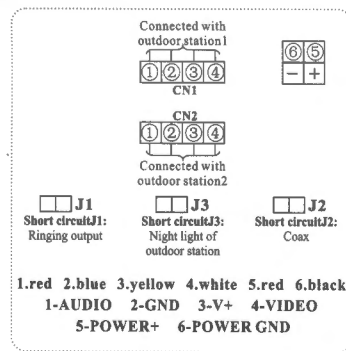 Connected with
outdoor station1
① ② ③ ④
CN1
⑥ ⑤
− +
CN2
① ② ③ ④
Connected with
outdoor station2
J1
Short circuitJ1:
Ringing output
J3
Short circuitJ3:
Night light of
outdoor station
J2
Short circuitJ2:
Coax
1.red 2.blue 3.yellow 4.white 5.red 6.black
1-AUDIO 2-GND 3-V+ 4-VIDEO
5-POWER+ 6-POWER GND